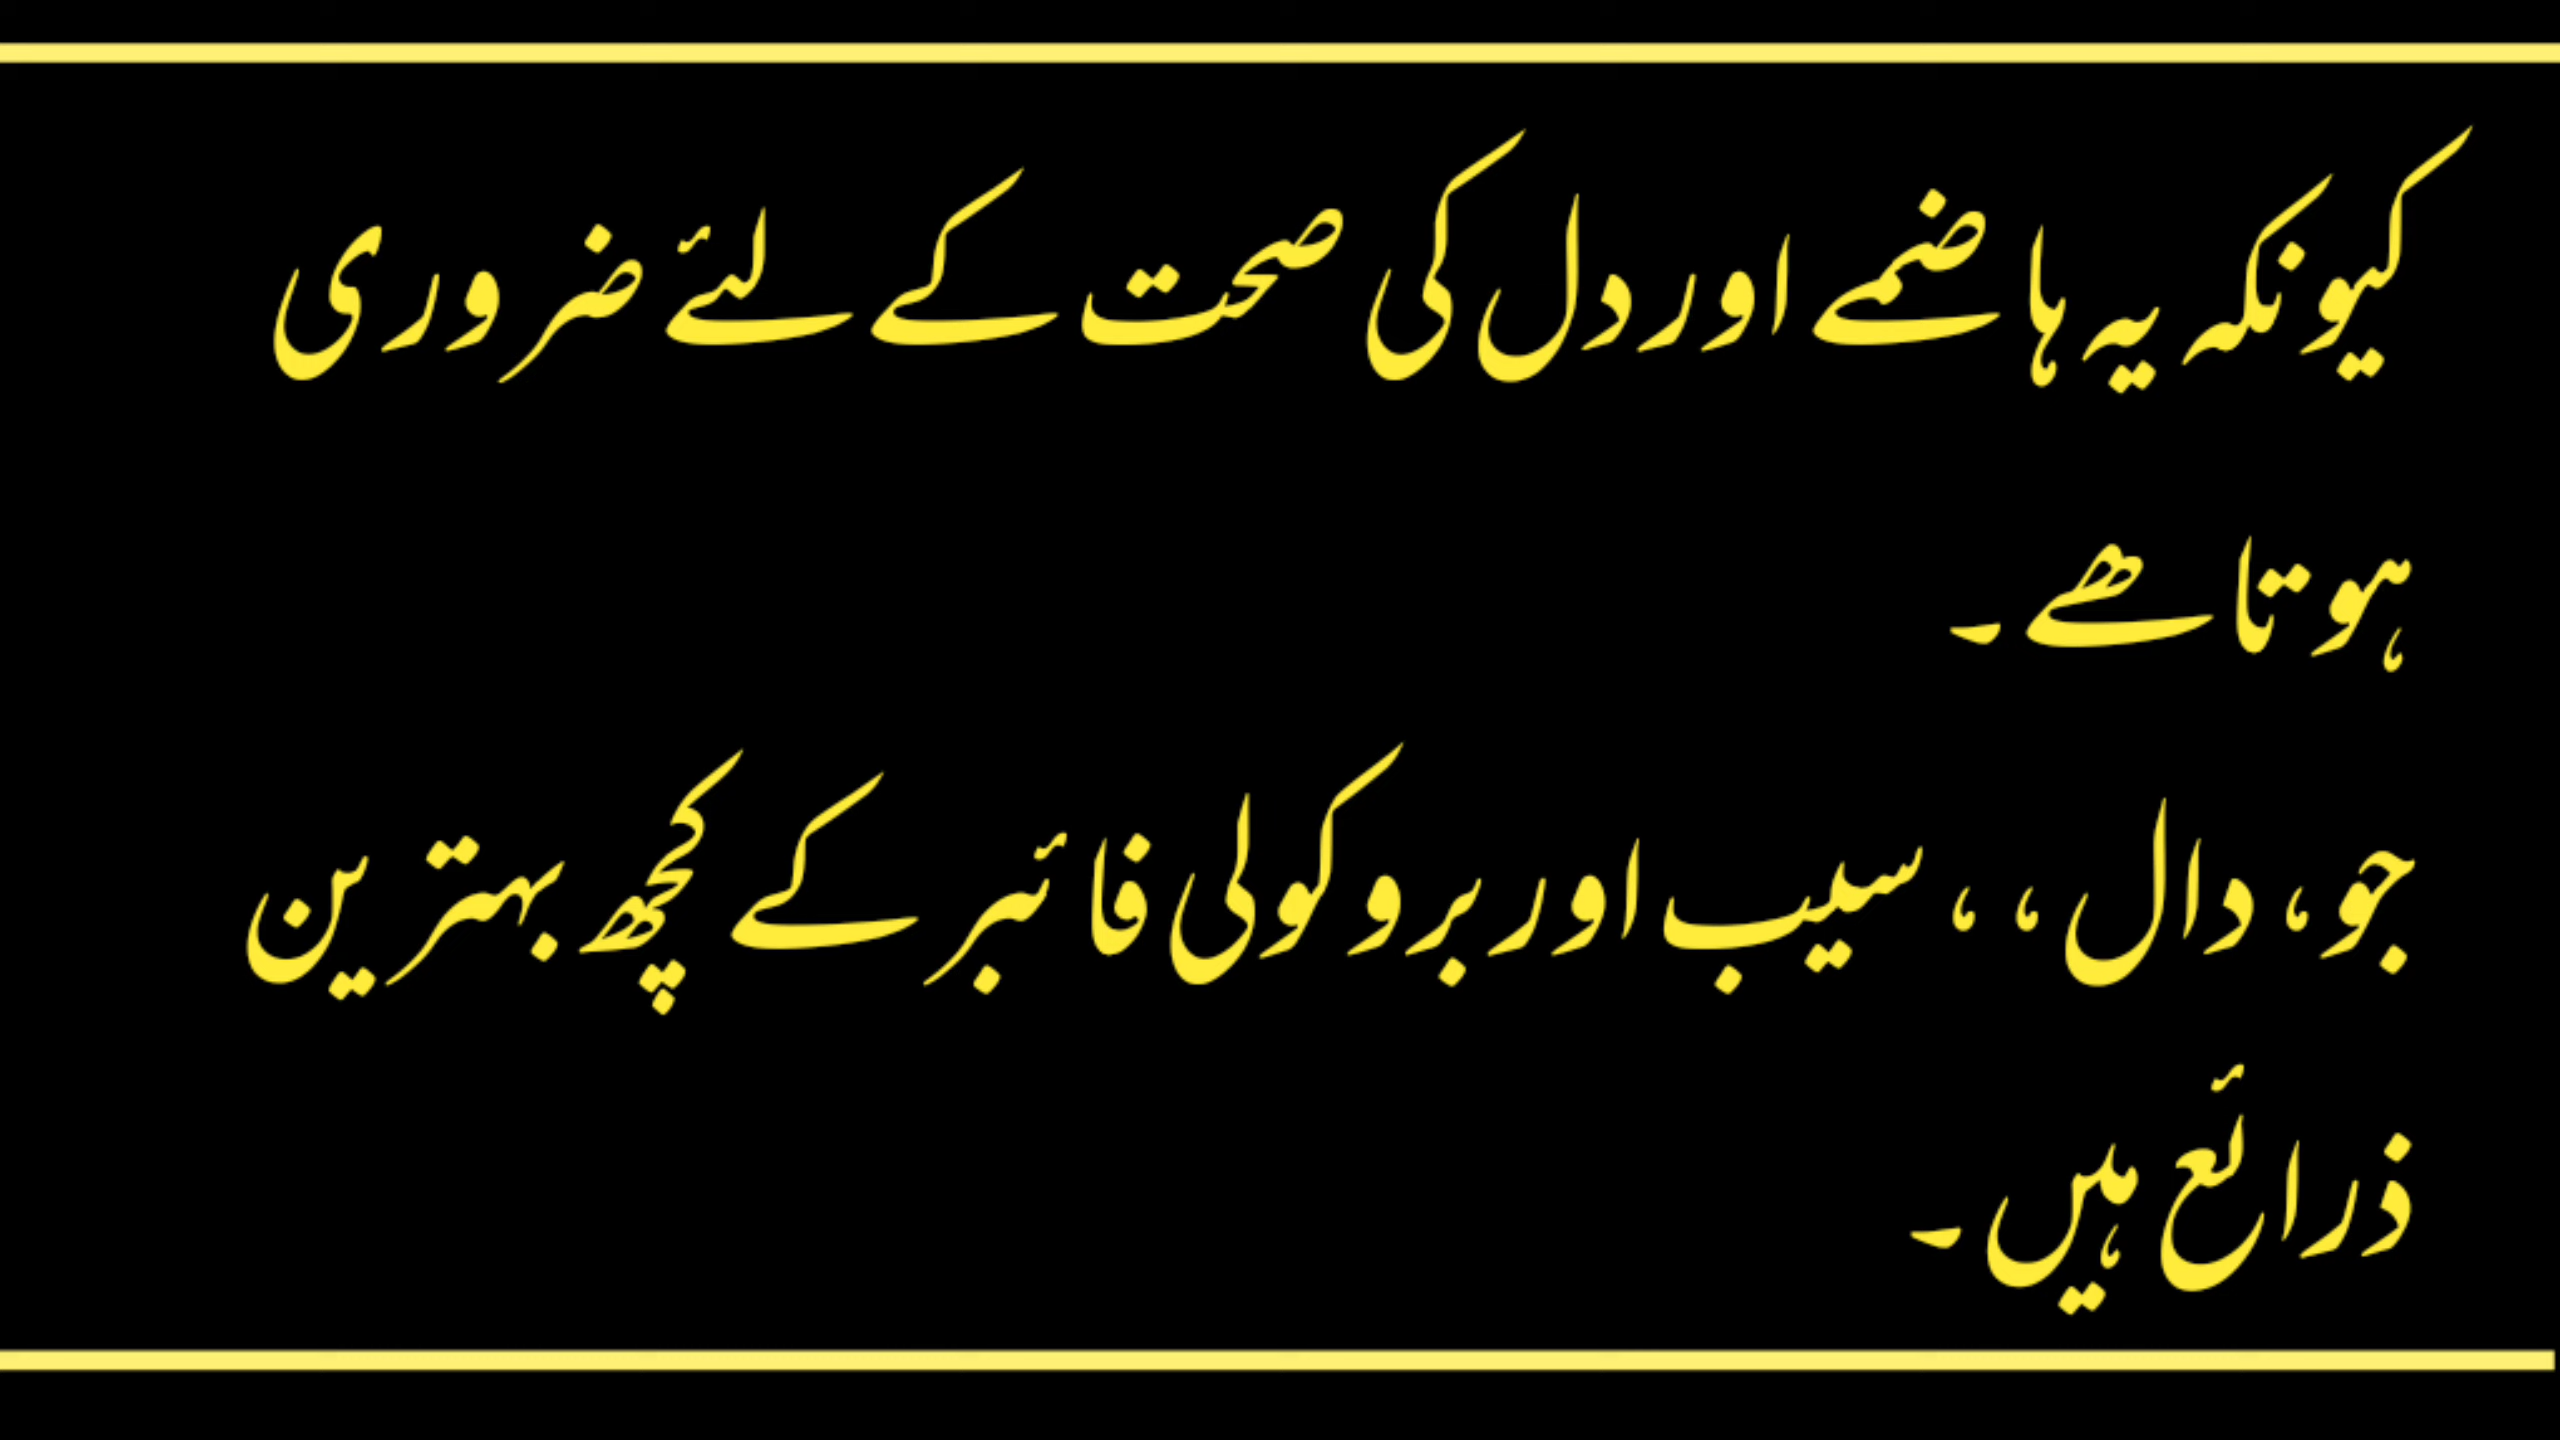 کیونکہ یہ ہاضمے اور دل کی صحت کے لئے ضروری
ہوتا ھے ۔
جو، دال ، ، سیب اور بروکولی فائبر کے کچھ بہترین
ذرائع ہیں ۔